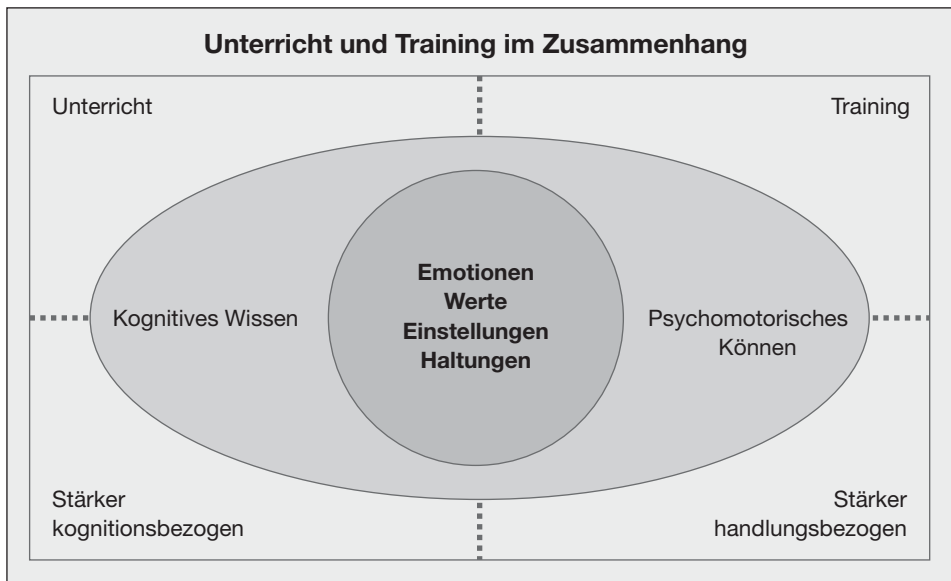 Unterricht und Training im Zusammenhang
Unterricht
Training
Emotionen
Werte
Einstellungen
Haltungen
Kognitives Wissen
Psychomotorisches
Können
Stärker
kognitionsbezogen
Stärker
handlungsbezogen